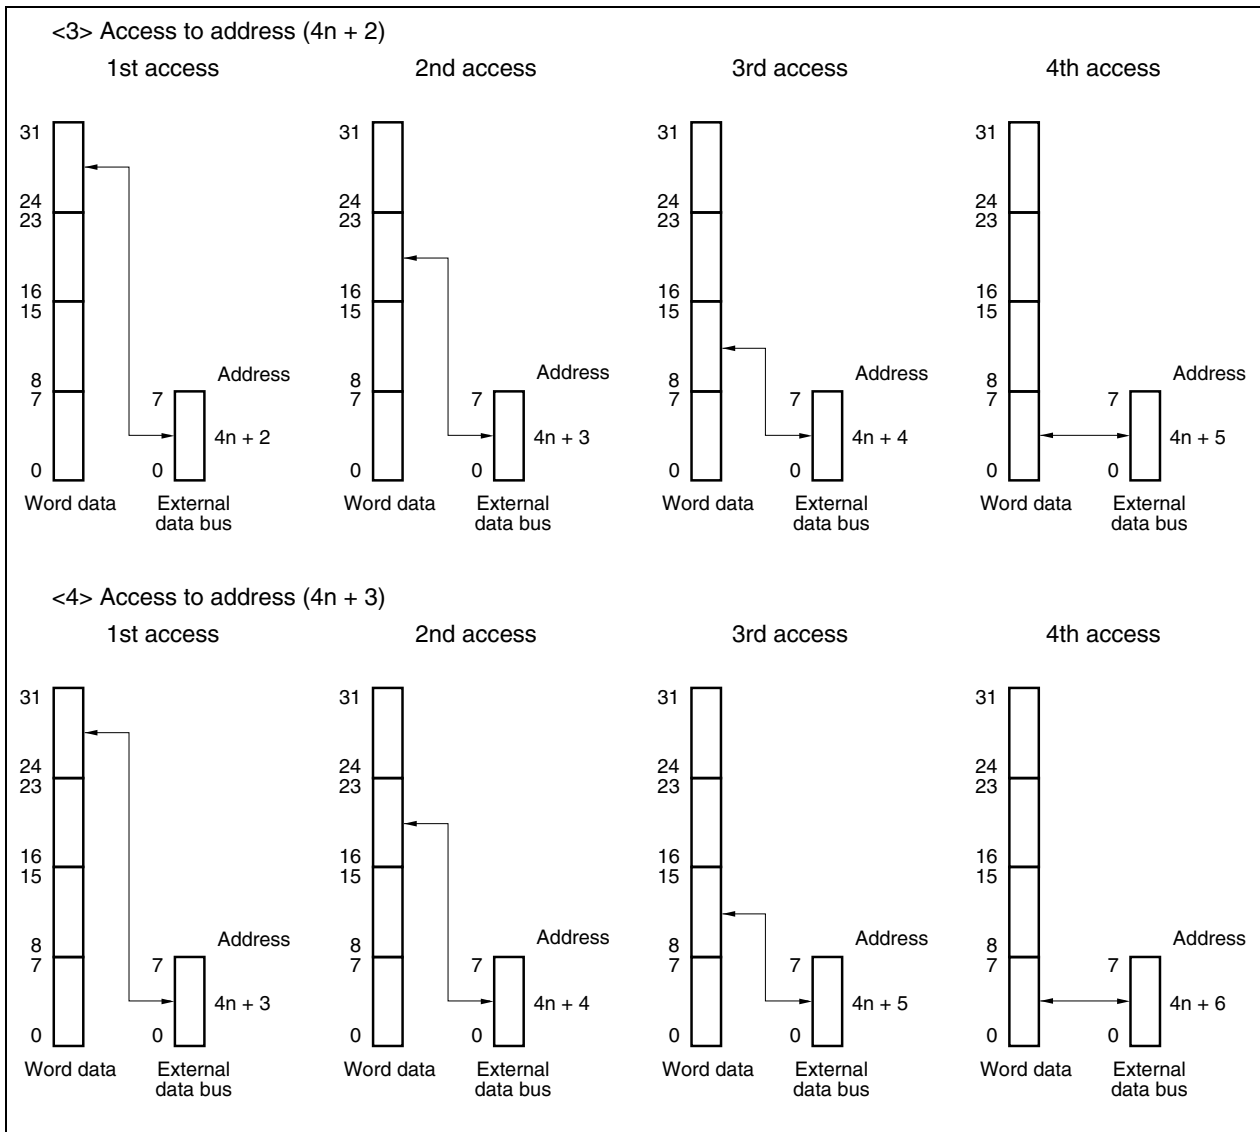 <3> Access to address (4n + 2)
1st access
2nd access
3rd access
4th access
31
24
23
16
15
8
7
0
Word data
Address
7
4n + 2
0
External
data bus
31
24
23
16
15
8
7
0
Word data
Address
7
4n + 3
0
External
data bus
31
24
23
16
15
8
7
0
Word data
Address
7
4n + 4
0
External
data bus
31
24
23
16
15
8
7
0
Word data
Address
7
4n + 5
0
External
data bus
<4> Access to address (4n + 3)
1st access
2nd access
3rd access
4th access
31
24
23
16
15
8
7
0
Word data
Address
7
4n + 3
0
External
data bus
31
24
23
16
15
8
7
0
Word data
Address
7
4n + 4
0
External
data bus
31
24
23
16
15
8
7
0
Word data
Address
7
4n + 5
0
External
data bus
31
24
23
16
15
8
7
0
Word data
Address
7
4n + 6
0
External
data bus